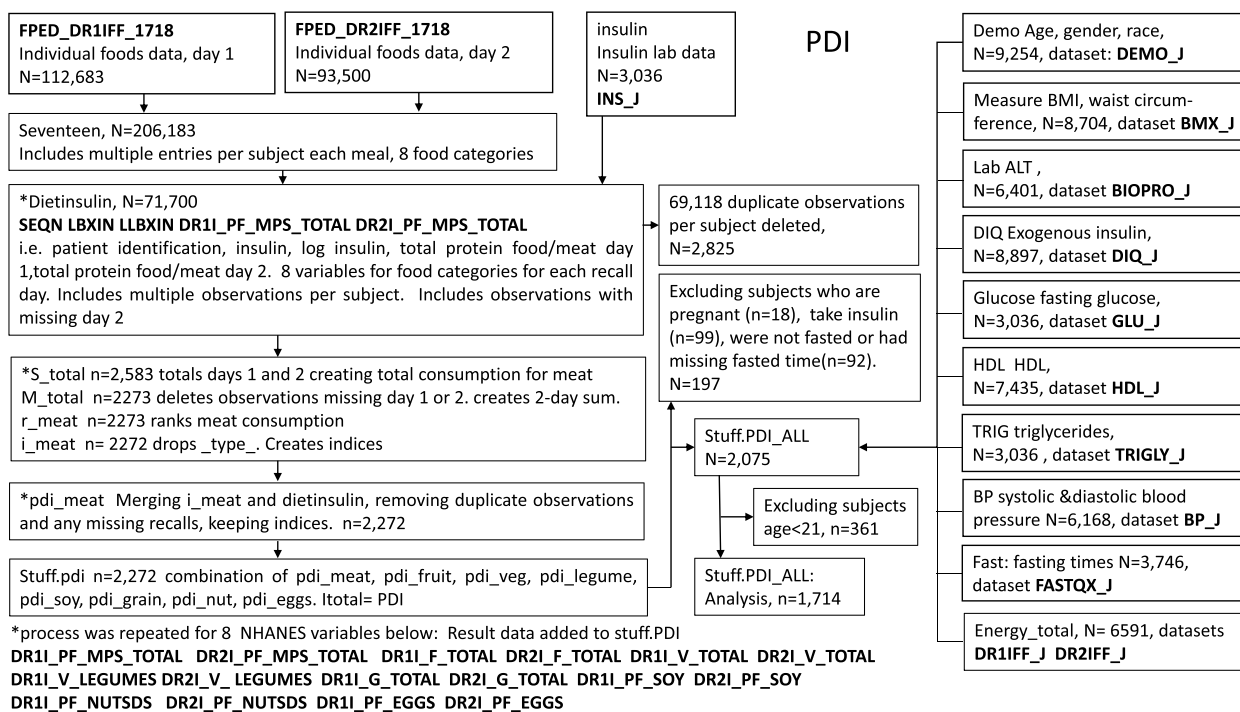 FPED_DR1IFF_1718
Individual foods data, day 1
N=112,683
FPED_DR2IFF_1718
Individual foods data, day 2
N=93,500
insulin
Insulin lab data
N=3,036
INS_J
PDI
Seventeen, N=206,183
Includes multiple entries per subject each meal, 8 food categories
*Dietinsulin, N=71,700
SEQN LBXIN LLBXIN DR1I_PF_MPS_TOTAL DR2I_PF_MPS_TOTAL
i.e. patient identification, insulin, log insulin, total protein food/meat day
1,total protein food/meat day 2. 8 variables for food categories for each recall
day. Includes multiple observations per subject. Includes observations with
missing day 2
69,118 duplicate observations
per subject deleted,
N=2,825
Excluding subjects who are
pregnant (n=18), take insulin
(n=99), were not fasted or had
missing fasted time(n=92).
N=197
*S_total n=2,583 totals days 1 and 2 creating total consumption for meat
M_total n=2273 deletes observations missing day 1 or 2. creates 2-day sum.
r_meat n=2273 ranks meat consumption
i_meat n= 2272 drops _type_. Creates indices
*pdi_meat Merging i_meat and dietinsulin, removing duplicate observations
and any missing recalls, keeping indices. n=2,272
Stuff.pdi n=2,272 combination of pdi_meat, pdi_fruit, pdi_veg, pdi_legume,
pdi_soy, pdi_grain, pdi_nut, pdi_eggs. Itotal= PDI
Stuff.PDI_ALL
N=2,075
Excluding subjects
age<21, n=361
Stuff.PDI_ALL:
Analysis, n=1,714
Demo Age, gender, race,
N=9,254, dataset: DEMO_J
Measure BMI, waist circum-
ference, N=8,704, dataset BMX_J
Lab ALT ,
N=6,401, dataset BIOPRO_J
DIQ Exogenous insulin,
N=8,897, dataset DIQ_J
Glucose fasting glucose,
N=3,036, dataset GLU_J
HDL HDL,
N=7,435, dataset HDL_J
TRIG triglycerides,
N=3,036 , dataset TRIGLY_J
BP systolic &diastolic blood
pressure N=6,168, dataset BP_J
Fast: fasting times N=3,746,
dataset FASTQX_J
Energy_total, N= 6591, datasets
DR1IFF_J DR2IFF_J
*process was repeated for 8 NHANES variables below: Result data added to stuff.PDI
DR1I_PF_MPS_TOTAL DR2I_PF_MPS_TOTAL DR1I_F_TOTAL DR2I_F_TOTAL DR1I_V_TOTAL DR2I_V_TOTAL
DR1I_V_LEGUMES DR2I_V_ LEGUMES DR1I_G_TOTAL DR2I_G_TOTAL DR1I_PF_SOY DR2I_PF_SOY
DR1I_PF_NUTSDS DR2I_PF_NUTSDS DR1I_PF_EGGS DR2I_PF_EGGS